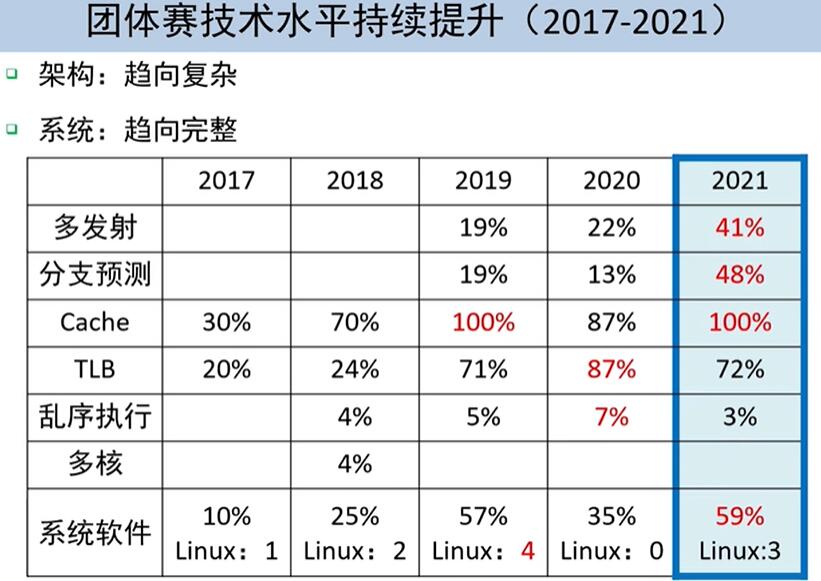 团体赛技术水平持续提升（2017-2021）
架构：趋向复杂
系统：趋向完整
2017 2018 2019 2020 2021
多发射 19% 22% 41%
分支预测 19% 13% 48%
Cache 30% 70% 100% 87% 100%
TLB 20% 24% 71% 87% 72%
乱序执行 4% 5% 7% 3%
多核 4%
系统软件 10% 25% 57% 35% 59%
Linux：1 Linux：2 Linux：4 Linux：0 Linux:3